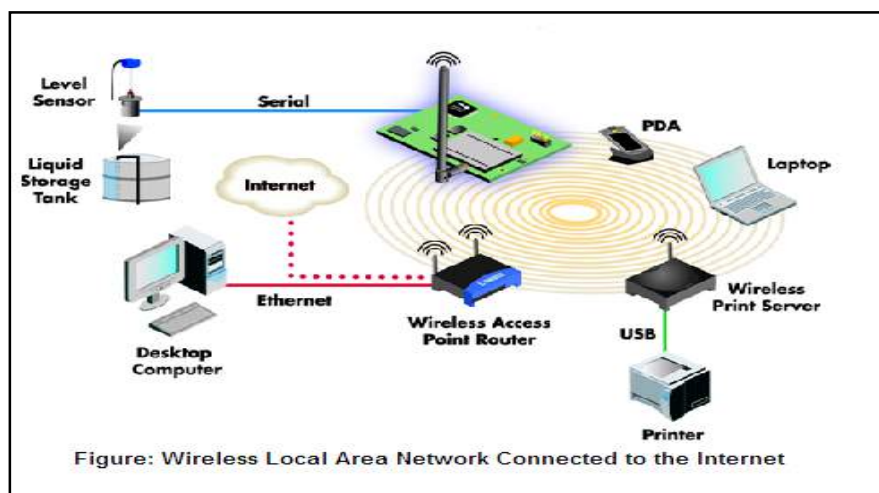 Level
Sensor
Serial
PDA
Laptop
Liquid
Storage
Tank
Internet
Ethernet
Wireless Access
Point Router
Wireless
Print Server
USB
Desktop
Computer
Printer
Figure: Wireless Local Area Network Connected to the Internet